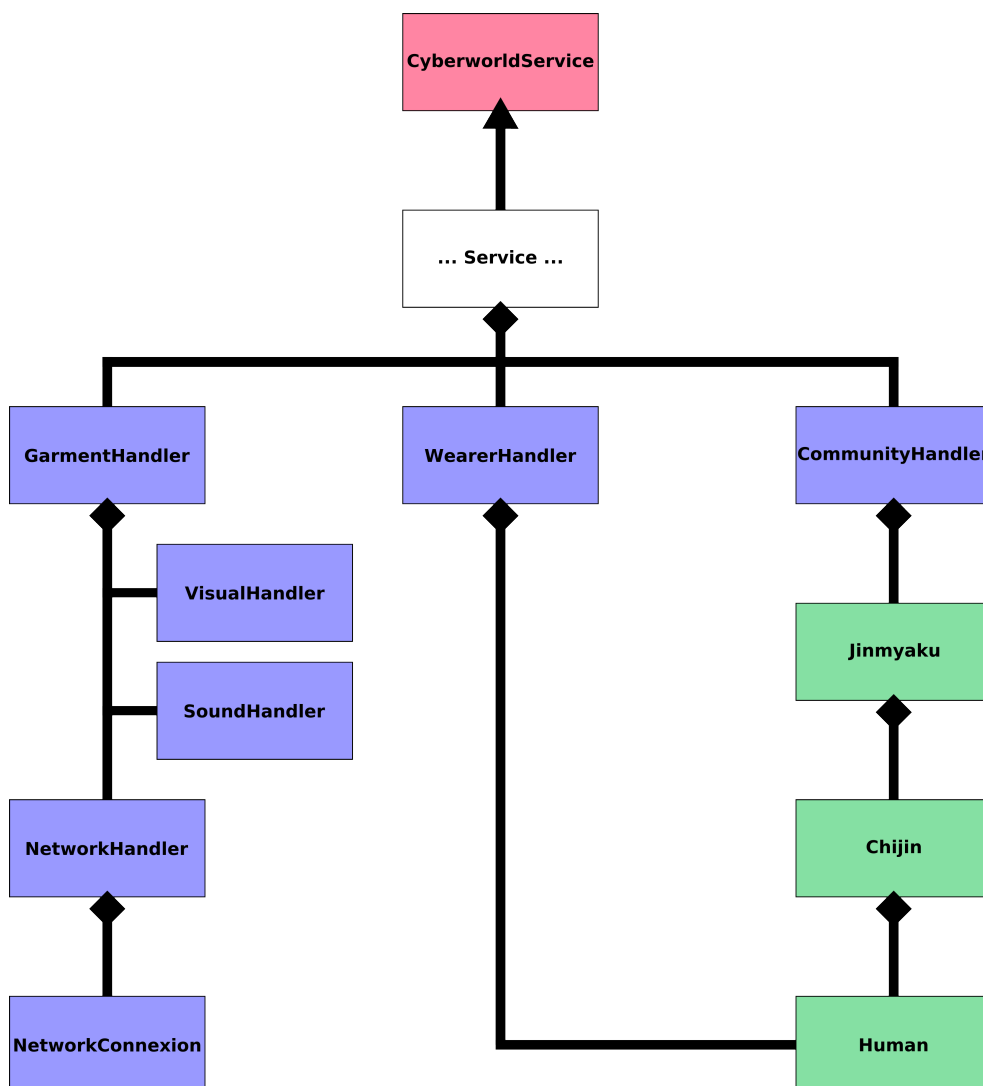 CyberworldService
... Service ...
GarmentHandler
WearerHandler
CommunityHandler
VisualHandler
Jinmyaku
SoundHandler
NetworkHandler
Chijin
NetworkConnexion
Human